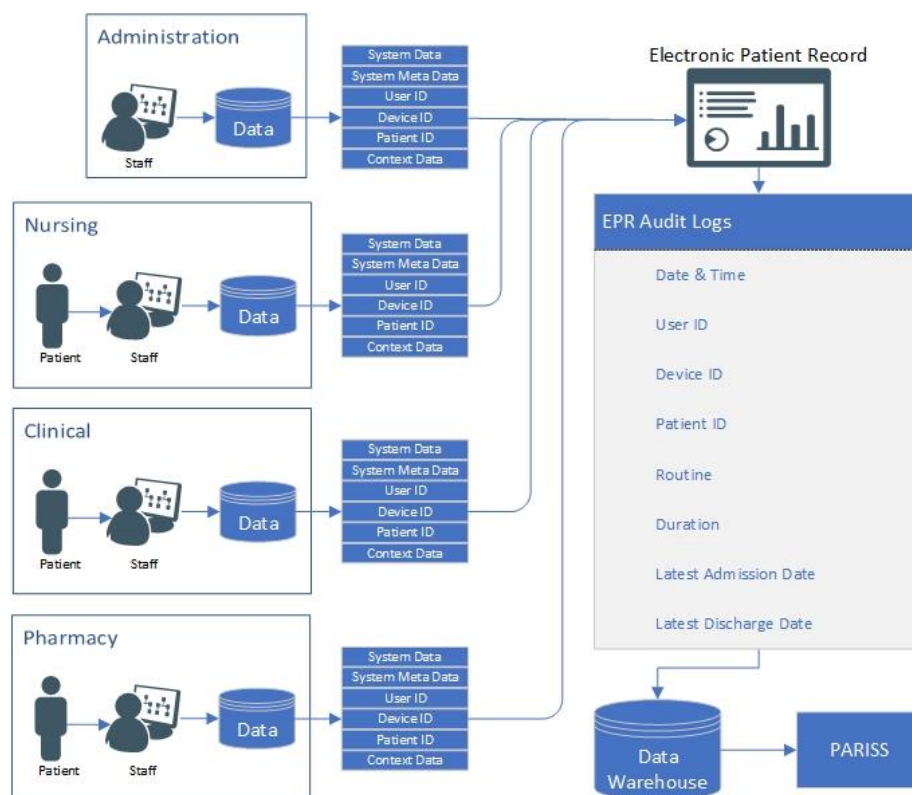 Administration
Staff
Data
System Data
System Meta Data
User ID
Device ID
Patient ID
Context Data
Nursing
Patient
Staff
Data
System Data
System Meta Data
User ID
Device ID
Patient ID
Context Data
Clinical
Patient
Staff
Data
System Data
System Meta Data
User ID
Device ID
Patient ID
Context Data
Pharmacy
Patient
Staff
Data
System Data
System Meta Data
User ID
Device ID
Patient ID
Context Data
Electronic Patient Record
EPR Audit Logs
Date & Time
User ID
Device ID
Patient ID
Routine
Duration
Latest Admission Date
Latest Discharge Date
Data
Warehouse
PARISS